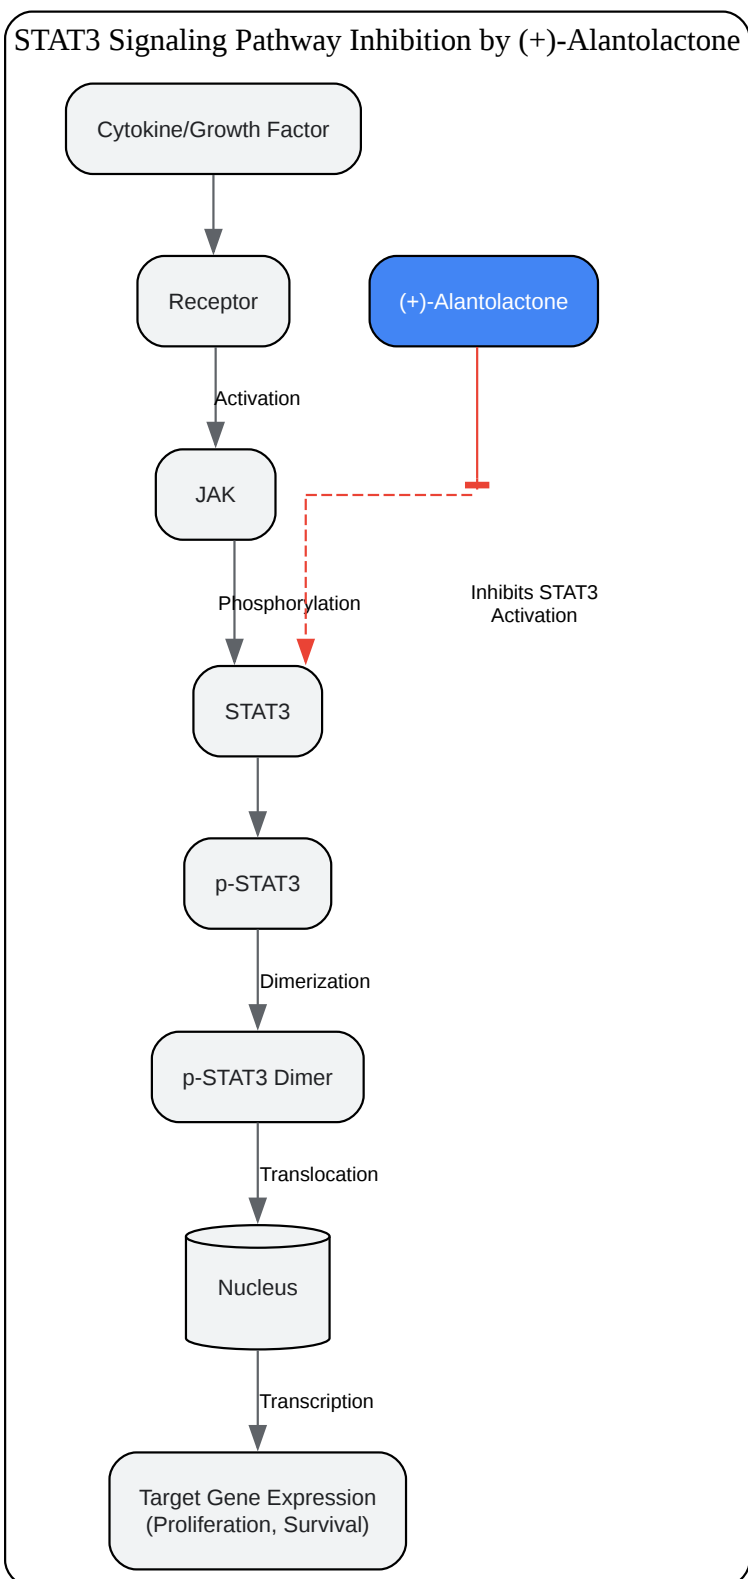 STAT3 Signaling Pathway Inhibition by (+)-Alantolactone
Cytokine/Growth Factor
Receptor
(+)-Alantolactone
Activation
JAK
Phosphorylation
Inhibits STAT3
Activation
STAT3
p-STAT3
Dimerization
p-STAT3 Dimer
Translocation
Nucleus
Transcription
Target Gene Expression
(Proliferation, Survival)